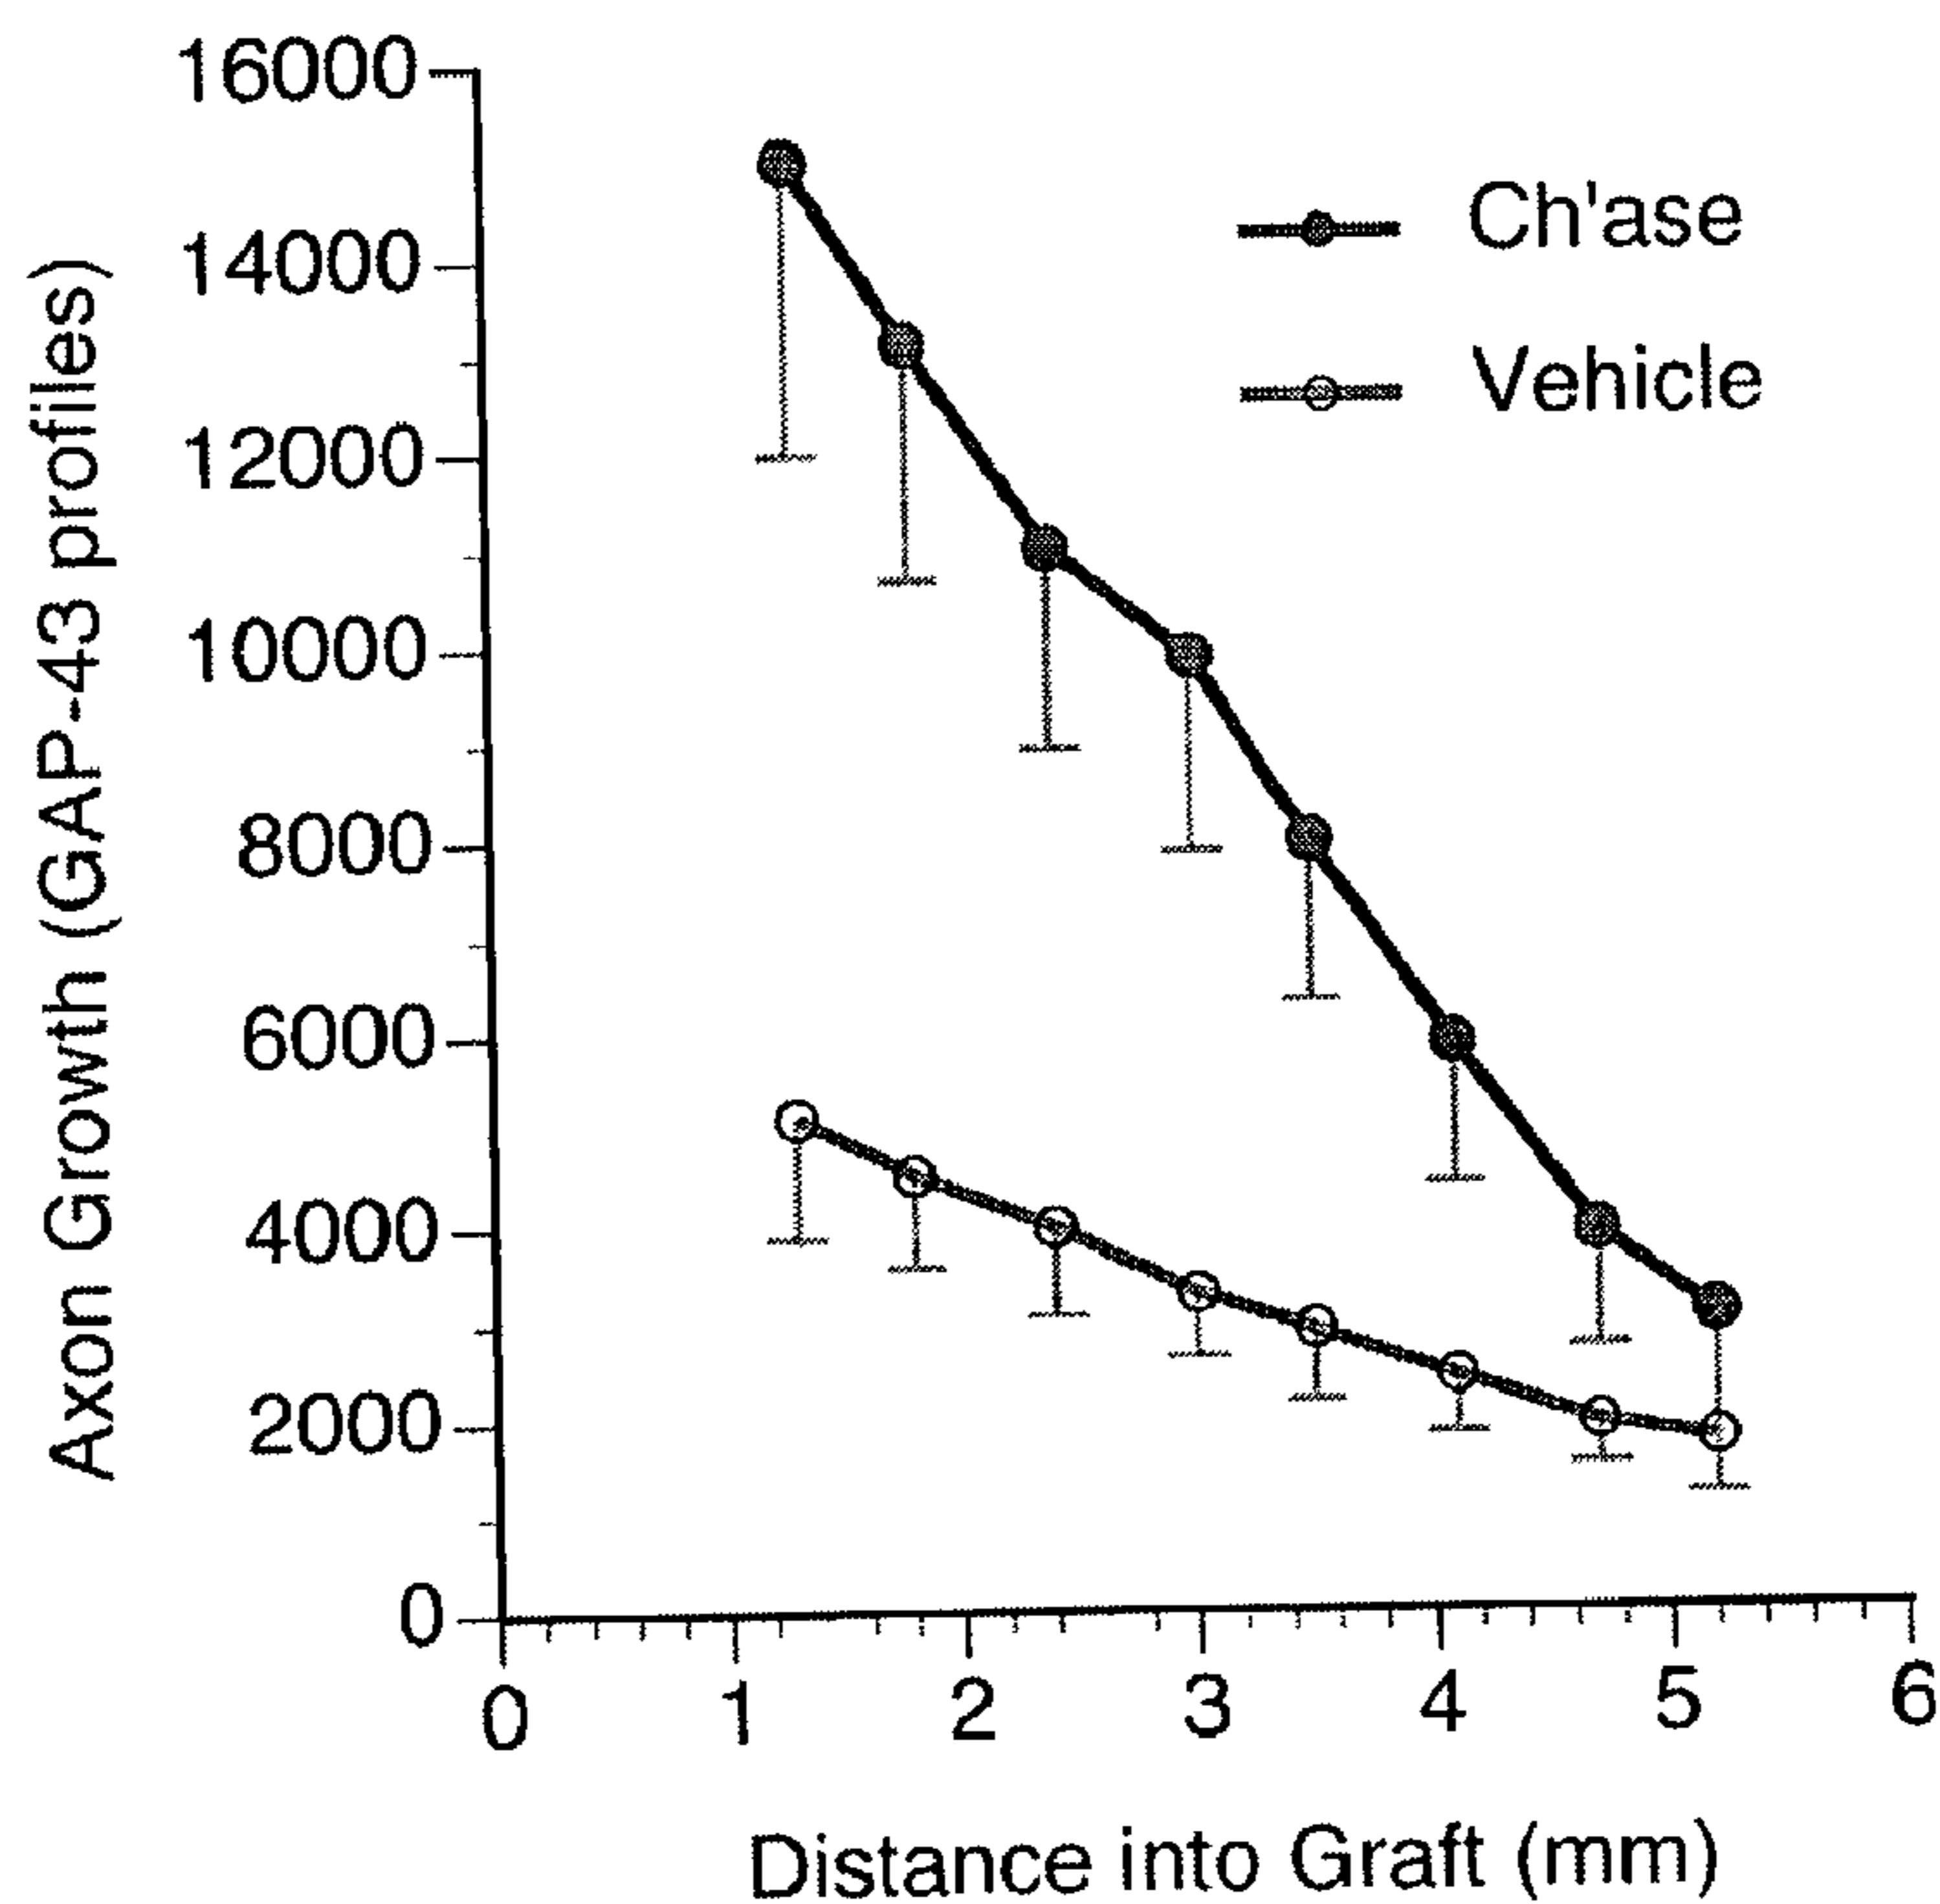 Axon Growth (GAP-43 profiles)
16000
14000
12000
10000
8000
6000
4000
2000
0
Ch'ase
Vehicle
0 1 2 3 4 5 6
Distance into Graft (mm)